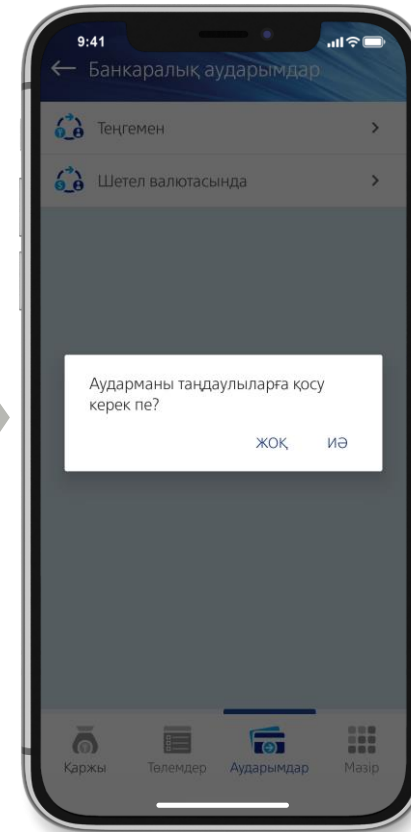 9:41
Банкаралық аударымдар
Теңгемен
Шетел валютасында
Аударманы таңдаулыларға қосу
керек пе?
ЖОҚ ИӘ
Қаржы Төлемдер Аударымдар Мәзір